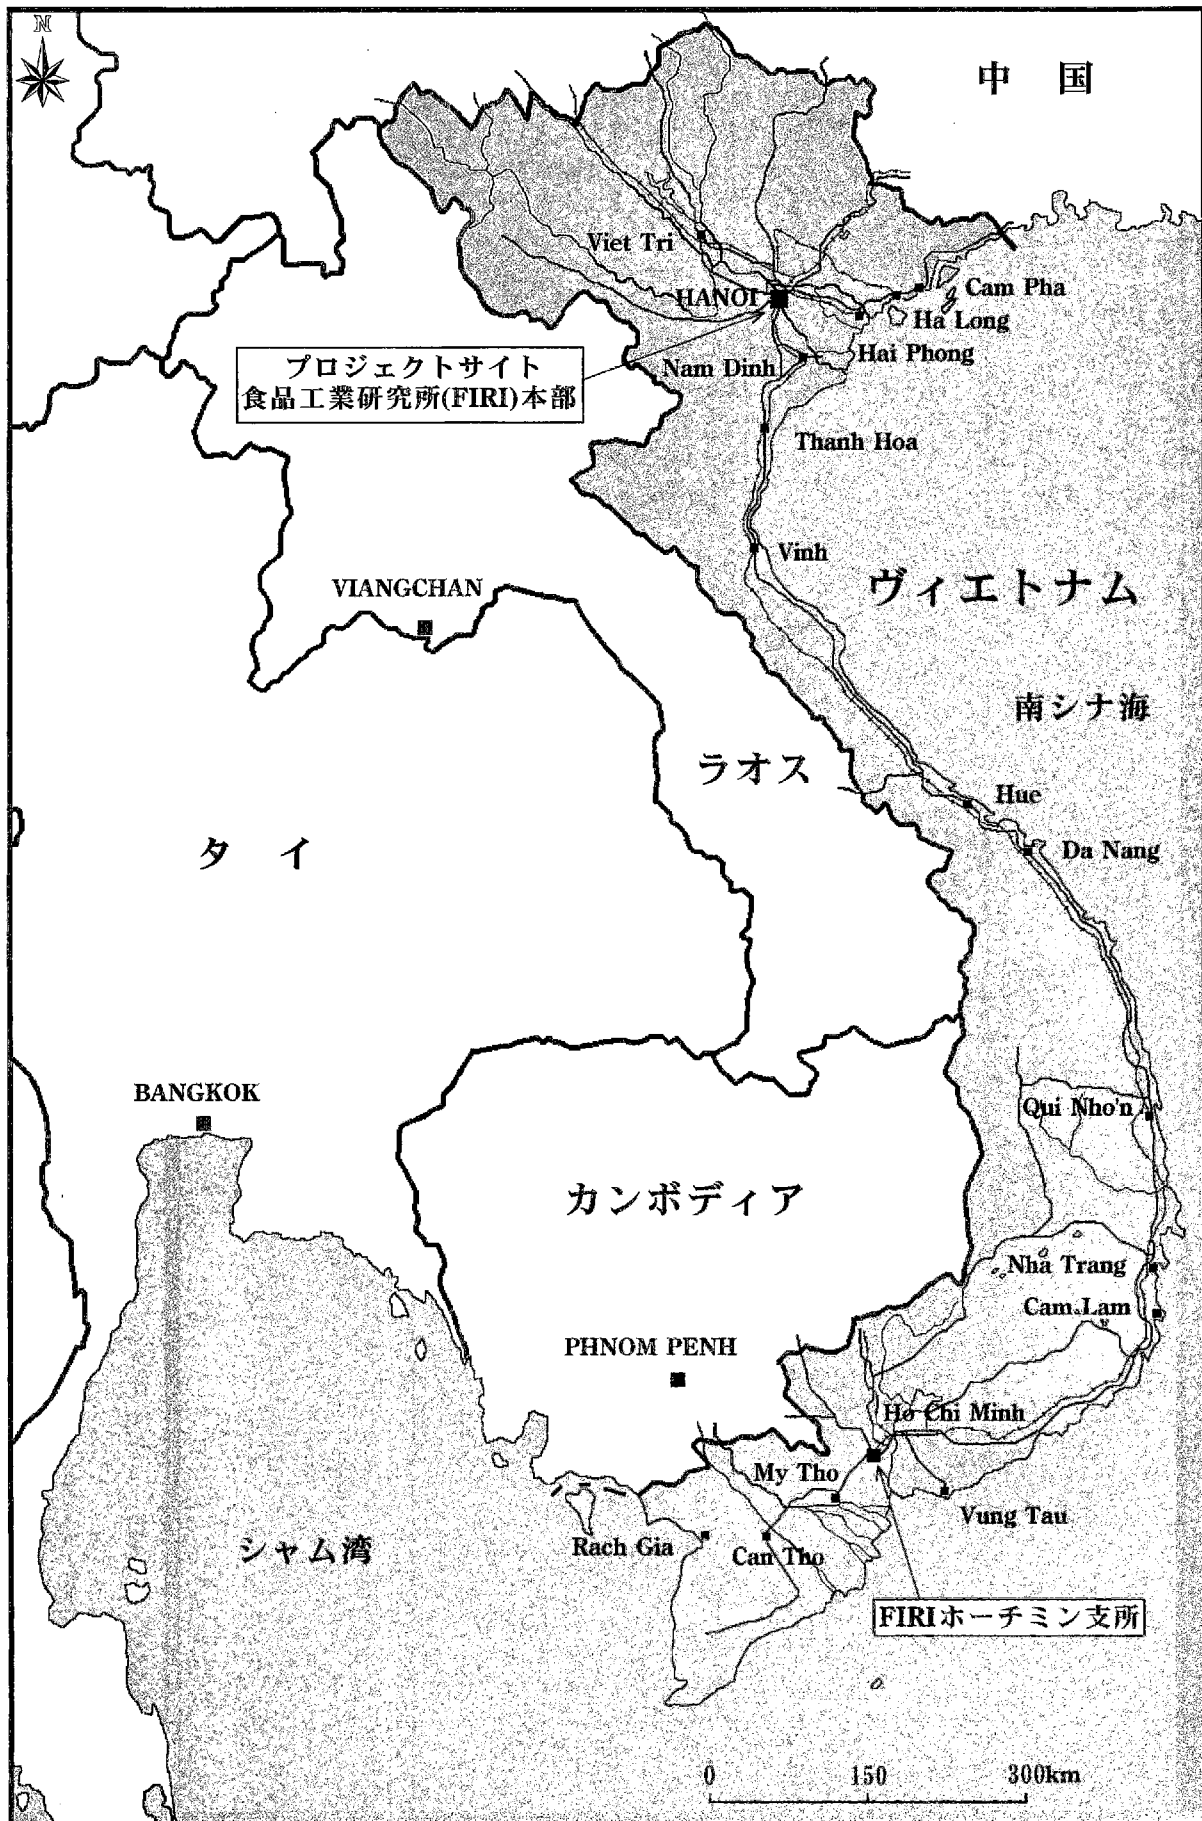 N
中 国
Viet Tri
HANOI
Cam Pha
Ha Long
Hai Phong
Nam Dinh
プロジェクトサイト
食品工業研究所(FIRI)本部
Thanh Hoa
Vinh
ヴィエトナム
VIANGCHAN
南シナ海
ラオス
Hue
タ イ
Da Nang
BANGKOK
Qui Nho'n
カンボディア
Nha Trang
Cam Lam
PHNOM PENH
Ho Chi Minh
My Tho
Vung Tau
シャム湾
Rach Gia
Can Tho
FIRIホーチミン支所
0 150 300km